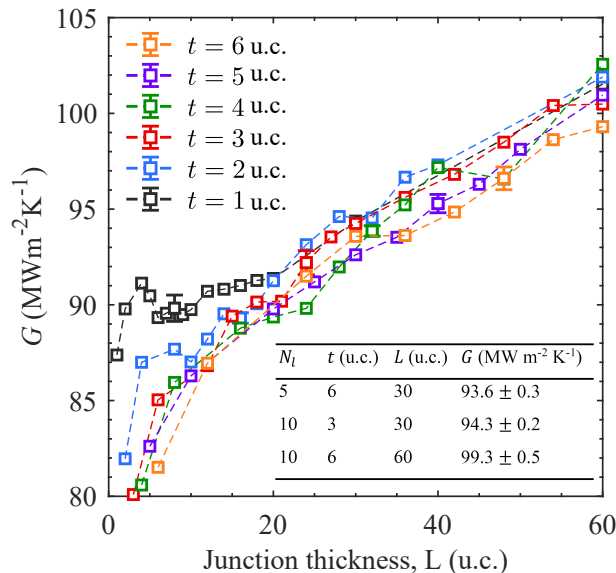 105
100
95
90
85
80
G (MWm⁻²K⁻¹)
t = 6 u.c.
t = 5 u.c.
t = 4 u.c.
t = 3 u.c.
t = 2 u.c.
t = 1 u.c.
N_l t (u.c.) L (u.c.) G (MW m⁻² K⁻¹)
5 6 30 93.6 ± 0.3
10 3 30 94.3 ± 0.2
10 6 60 99.3 ± 0.5
0 20 40 60
Junction thickness, L (u.c.)